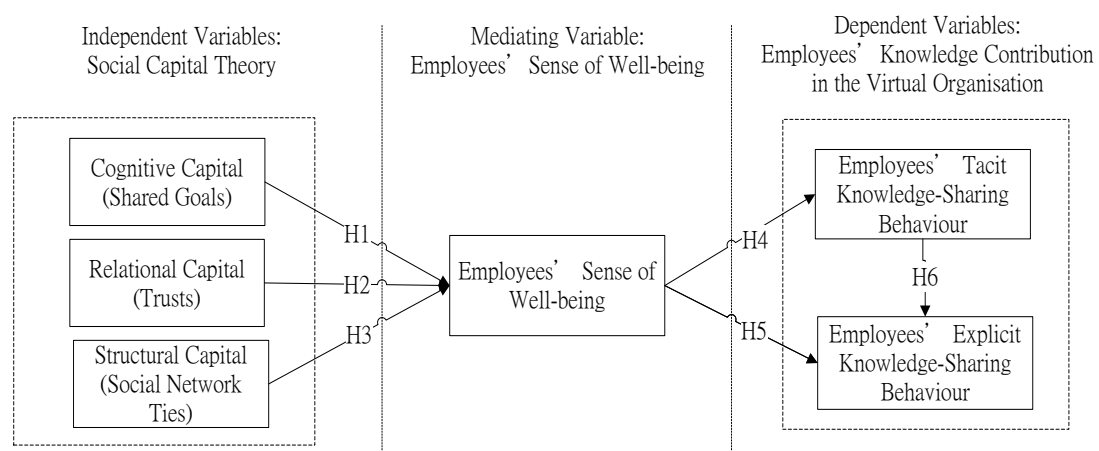 Independent Variables:
Social Capital Theory
Mediating Variable:
Employees’ Sense of Well-being
Dependent Variables:
Employees’ Knowledge Contribution
in the Virtual Organisation
Cognitive Capital
(Shared Goals)
Relational Capital
(Trusts)
Structural Capital
(Social Network
Ties)
H1
H2
H3
Employees’ Sense of
Well-being
H4
H5
Employees’ Tacit
Knowledge-Sharing
Behaviour
H6
Employees’ Explicit
Knowledge-Sharing
Behaviour